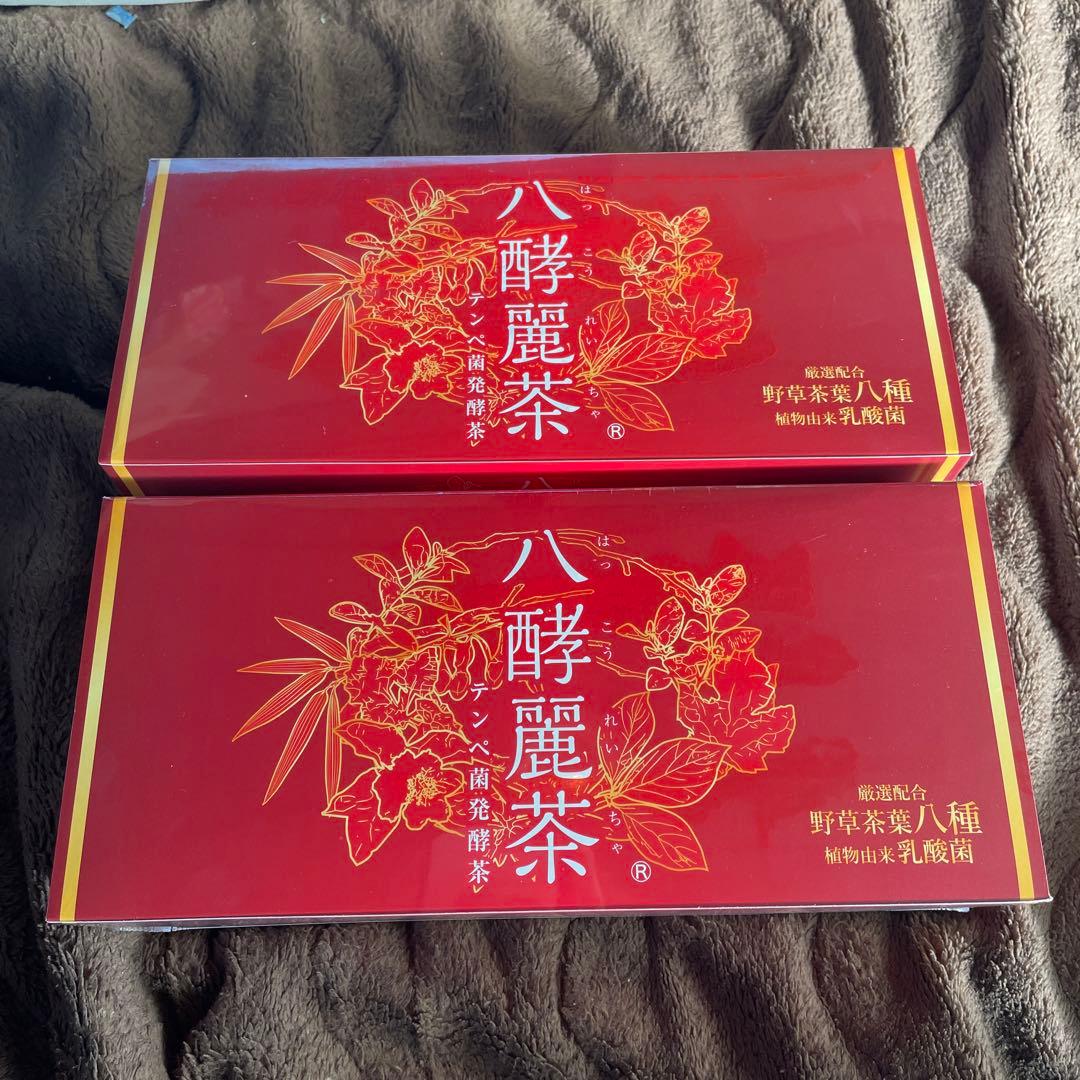 八酵麗茶
はっこうれいちゃ
テンペ菌発酵茶
®
厳選配合
野草茶葉八種
植物由来乳酸菌
八
八酵麗茶
はっこうれいちゃ
テンペ菌発酵茶
®
厳選配合
野草茶葉八種
植物由来乳酸菌